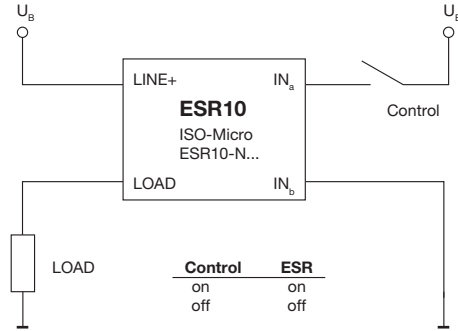 U_B U_B
LINE+ IN_a
ESR10
ISO-Micro
ESR10-N...
Control
LOAD IN_b
LOAD
Control ESR
on on
off off